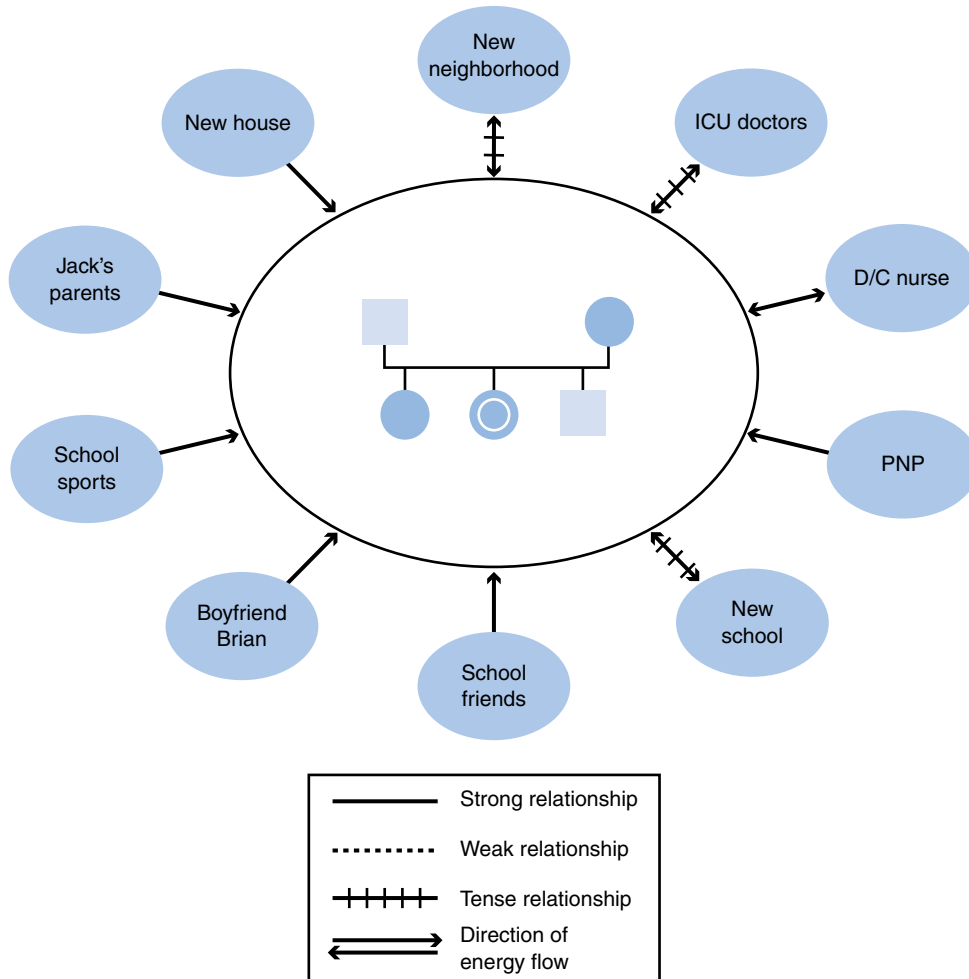 New
neighborhood
New house
ICU doctors
Jack's
parents
D/C nurse
School
sports
PNP
Boyfriend
Brian
New
school
School
friends
Strong relationship
Weak relationship
Tense relationship
Direction of
energy flow